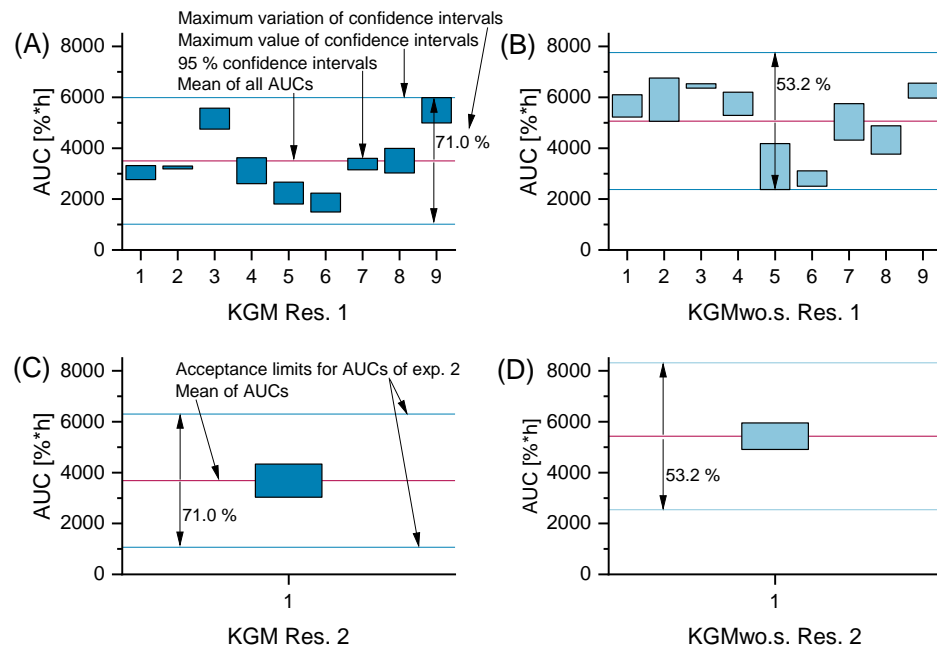 Maximum variation of confidence intervals
Maximum value of confidence intervals
95 % confidence intervals
Mean of all AUCs
(A)
8000
6000
4000
2000
0
AUC [%*h]
71.0 %
1 2 3 4 5 6 7 8 9
KGM Res. 1
(B)
8000
6000
4000
2000
0
AUC [%*h]
53.2 %
1 2 3 4 5 6 7 8 9
KGMwo.s. Res. 1
(C)
8000
6000
4000
2000
0
AUC [%*h]
Acceptance limits for AUCs of exp. 2
Mean of AUCs
71.0 %
1
KGM Res. 2
(D)
8000
6000
4000
2000
0
AUC [%*h]
53.2 %
1
KGMwo.s. Res. 2